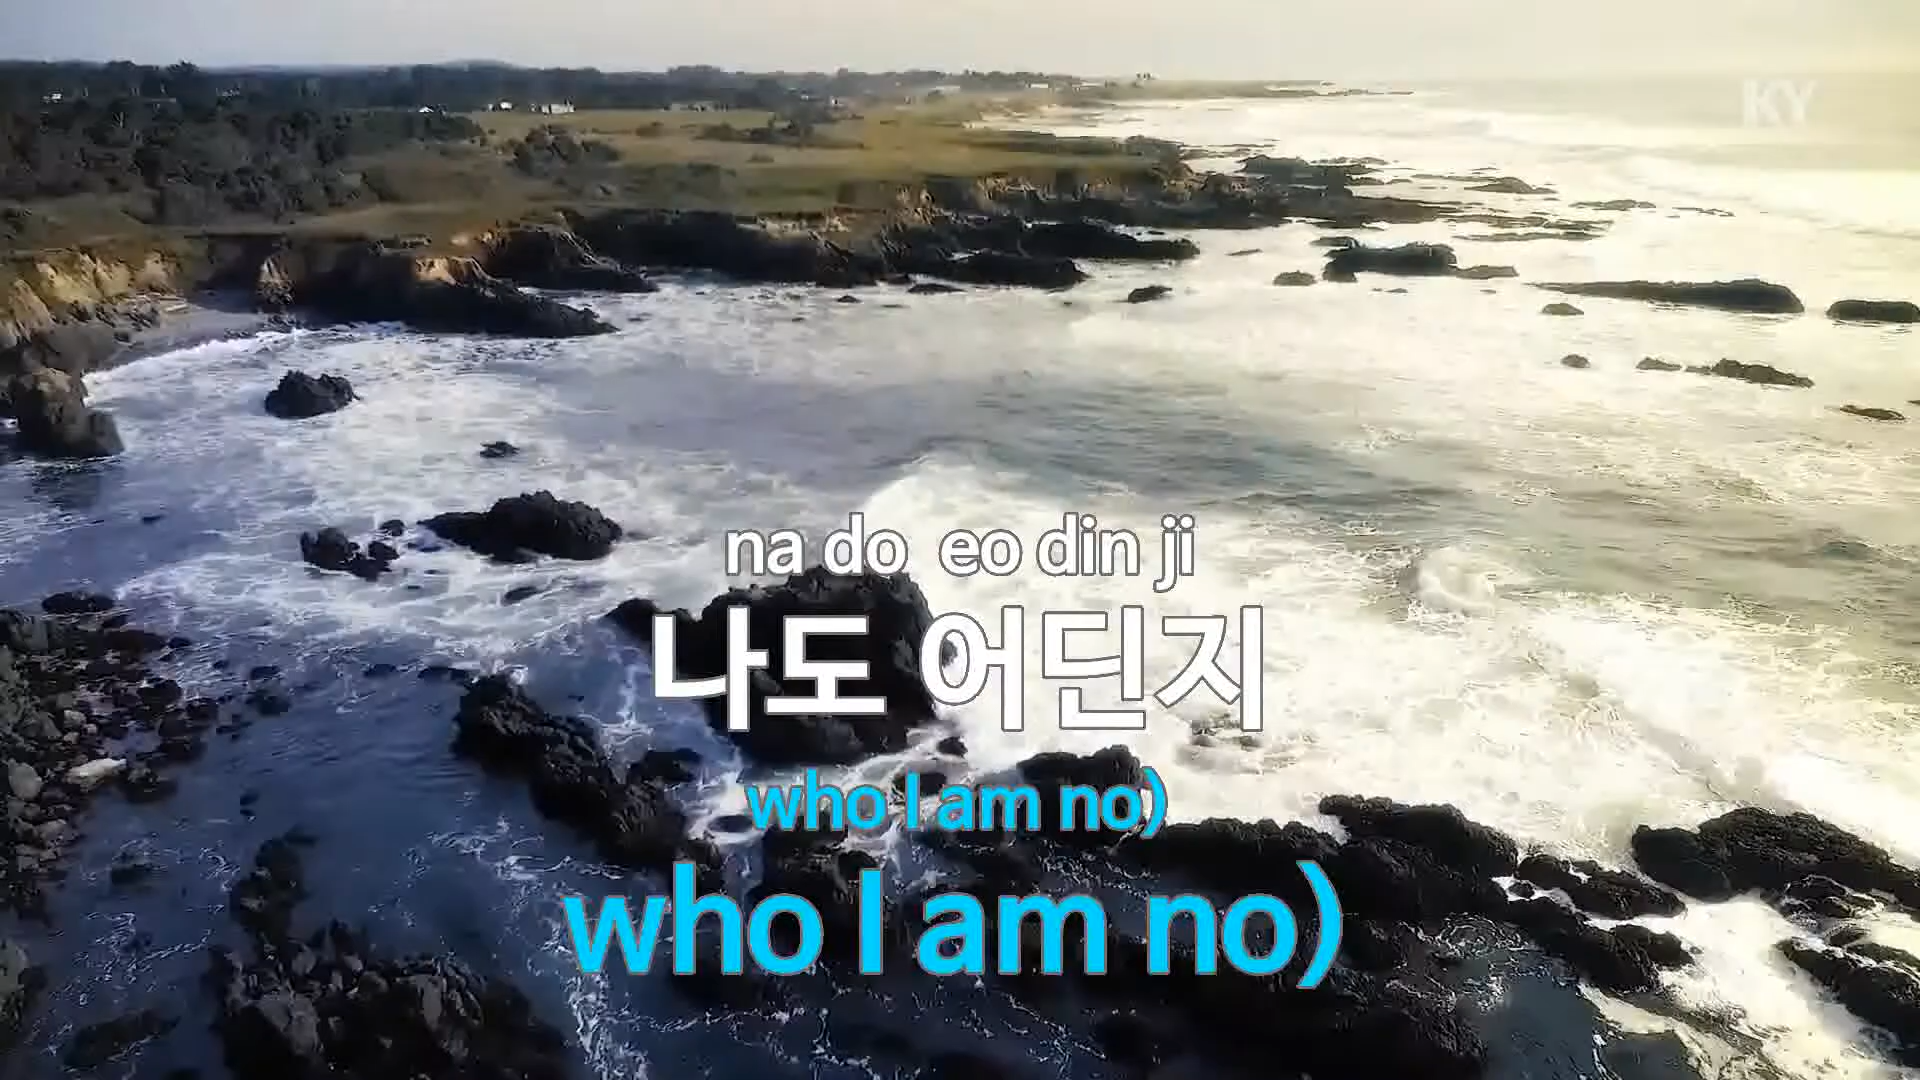 KY
na do eo din ji
나도 어딘지
who I am no)
who I am no)